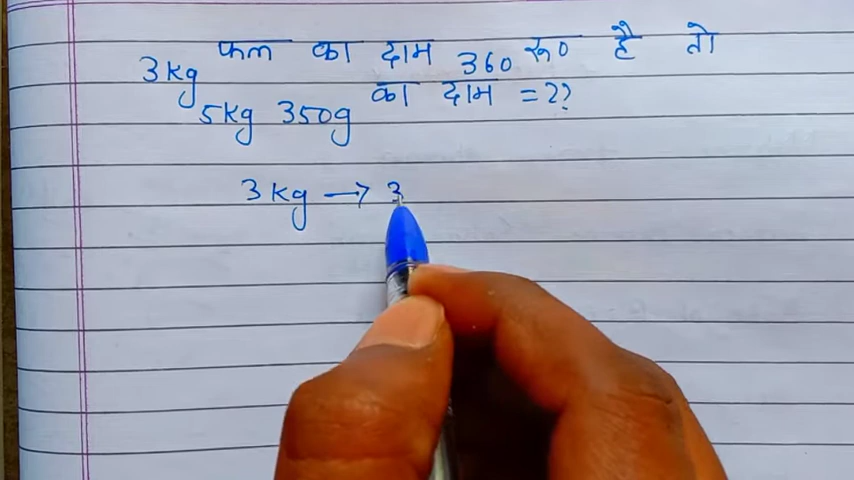 3kg फल का दाम 360 रू० है तो
5kg 350g का दाम = ??
3kg → 3